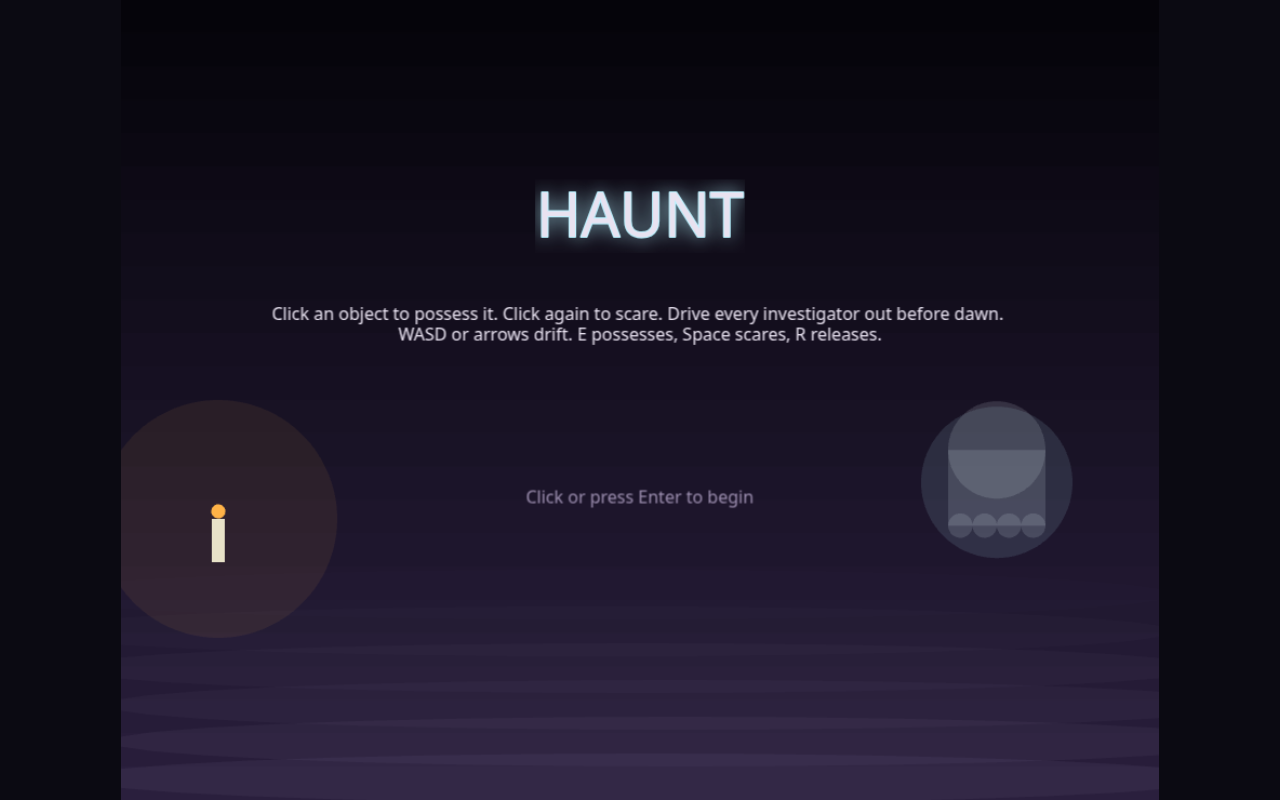 HAUNT
Click an object to possess it. Click again to scare. Drive every investigator out before dawn.
WASD or arrows drift. E possesses, Space scares, R releases.
Click or press Enter to begin